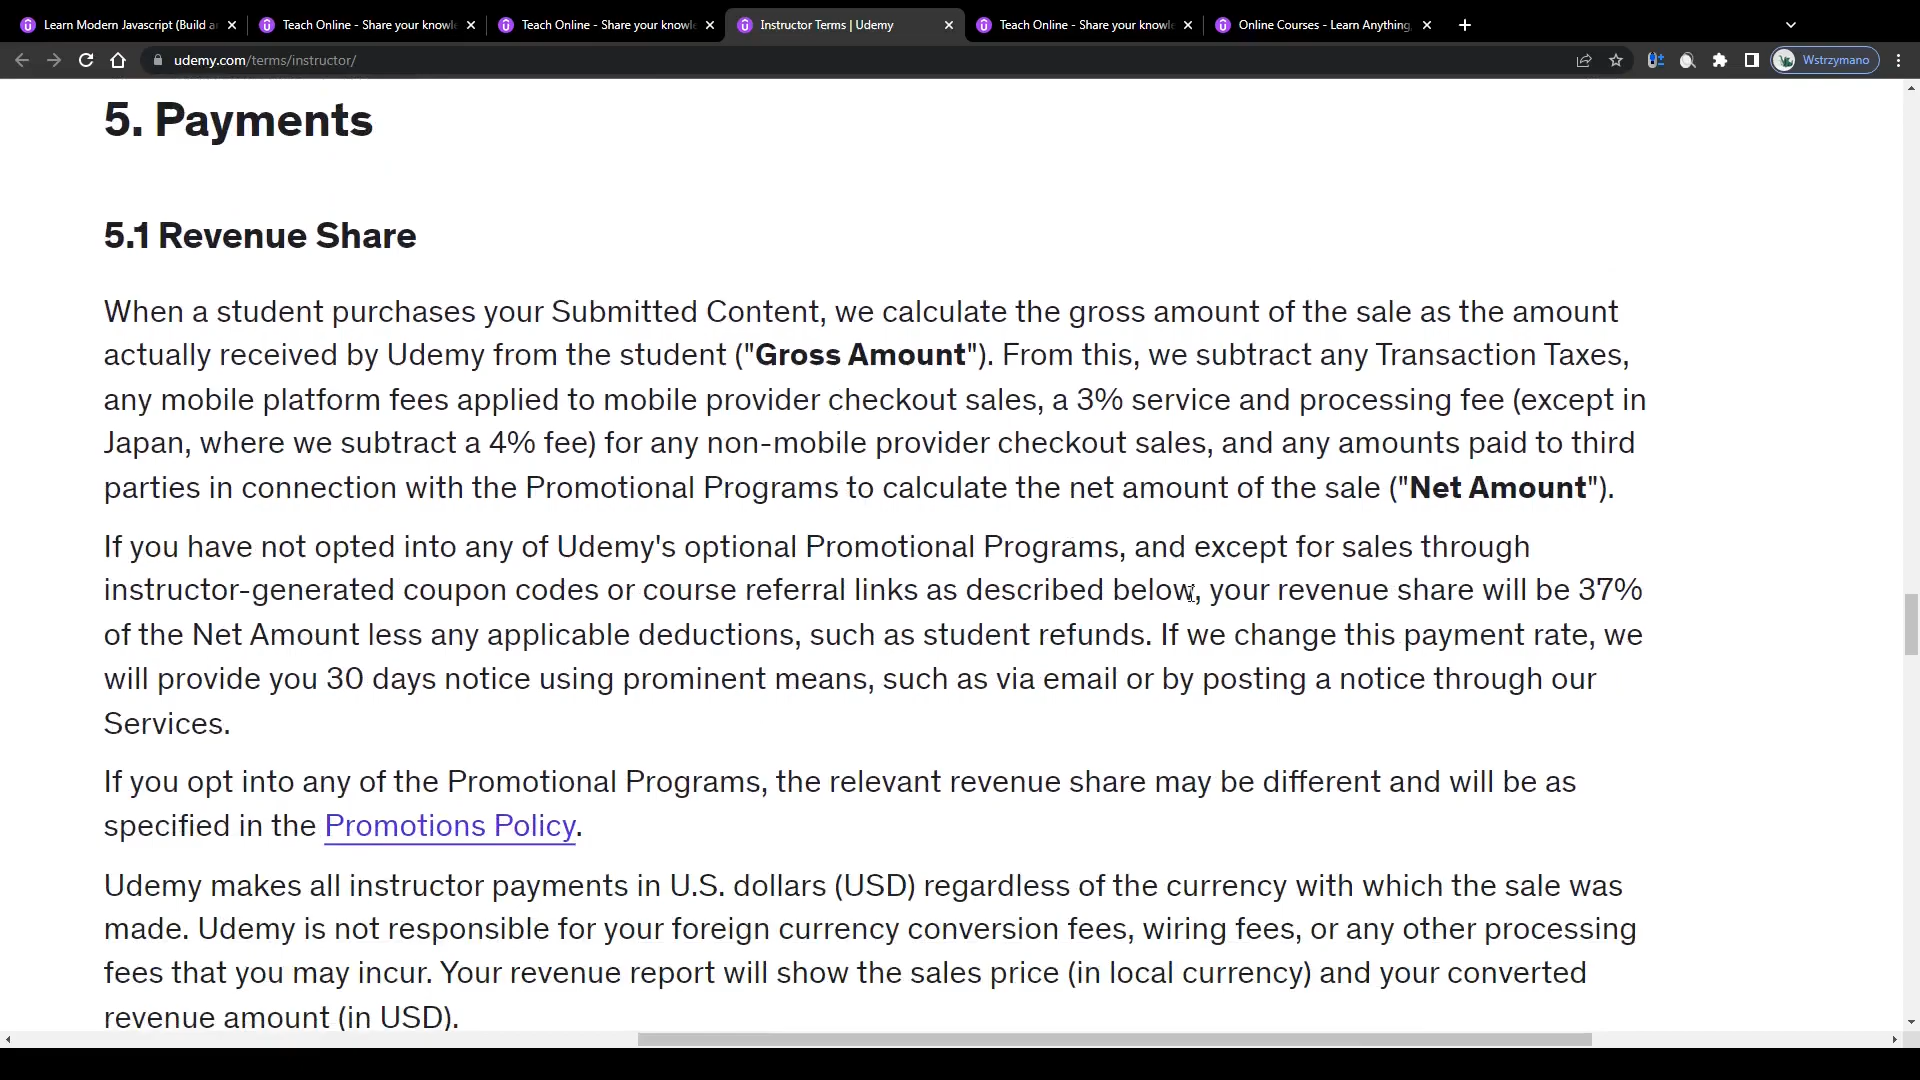 Learn Modern Javascript (Build a
Teach Online - Share your knowle
Teach Online - Share your knowle
Instructor Terms | Udemy
Teach Online - Share your knowle
Online Courses - Learn Anything,
udemy.com/terms/instructor/
Wstrzymano
5. Payments
5.1 Revenue Share
When a student purchases your Submitted Content, we calculate the gross amount of the sale as the amount
actually received by Udemy from the student ("Gross Amount"). From this, we subtract any Transaction Taxes,
any mobile platform fees applied to mobile provider checkout sales, a 3% service and processing fee (except in
Japan, where we subtract a 4% fee) for any non-mobile provider checkout sales, and any amounts paid to third
parties in connection with the Promotional Programs to calculate the net amount of the sale ("Net Amount").
If you have not opted into any of Udemy's optional Promotional Programs, and except for sales through
instructor-generated coupon codes or course referral links as described below, your revenue share will be 37%
of the Net Amount less any applicable deductions, such as student refunds. If we change this payment rate, we
will provide you 30 days notice using prominent means, such as via email or by posting a notice through our
Services.
If you opt into any of the Promotional Programs, the relevant revenue share may be different and will be as
specified in the Promotions Policy.
Udemy makes all instructor payments in U.S. dollars (USD) regardless of the currency with which the sale was
made. Udemy is not responsible for your foreign currency conversion fees, wiring fees, or any other processing
fees that you may incur. Your revenue report will show the sales price (in local currency) and your converted
revenue amount (in USD).